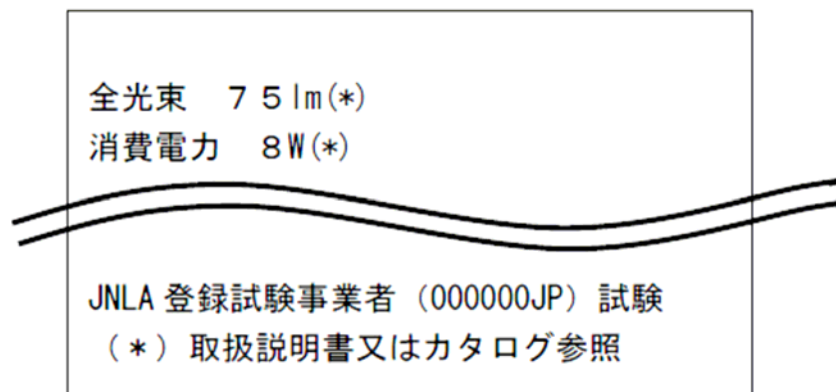 全光束　７５lm(*)
消費電力　８W(*)
JNLA 登録試験事業者（000000JP）試験
（＊）取扱説明書又はカタログ参照